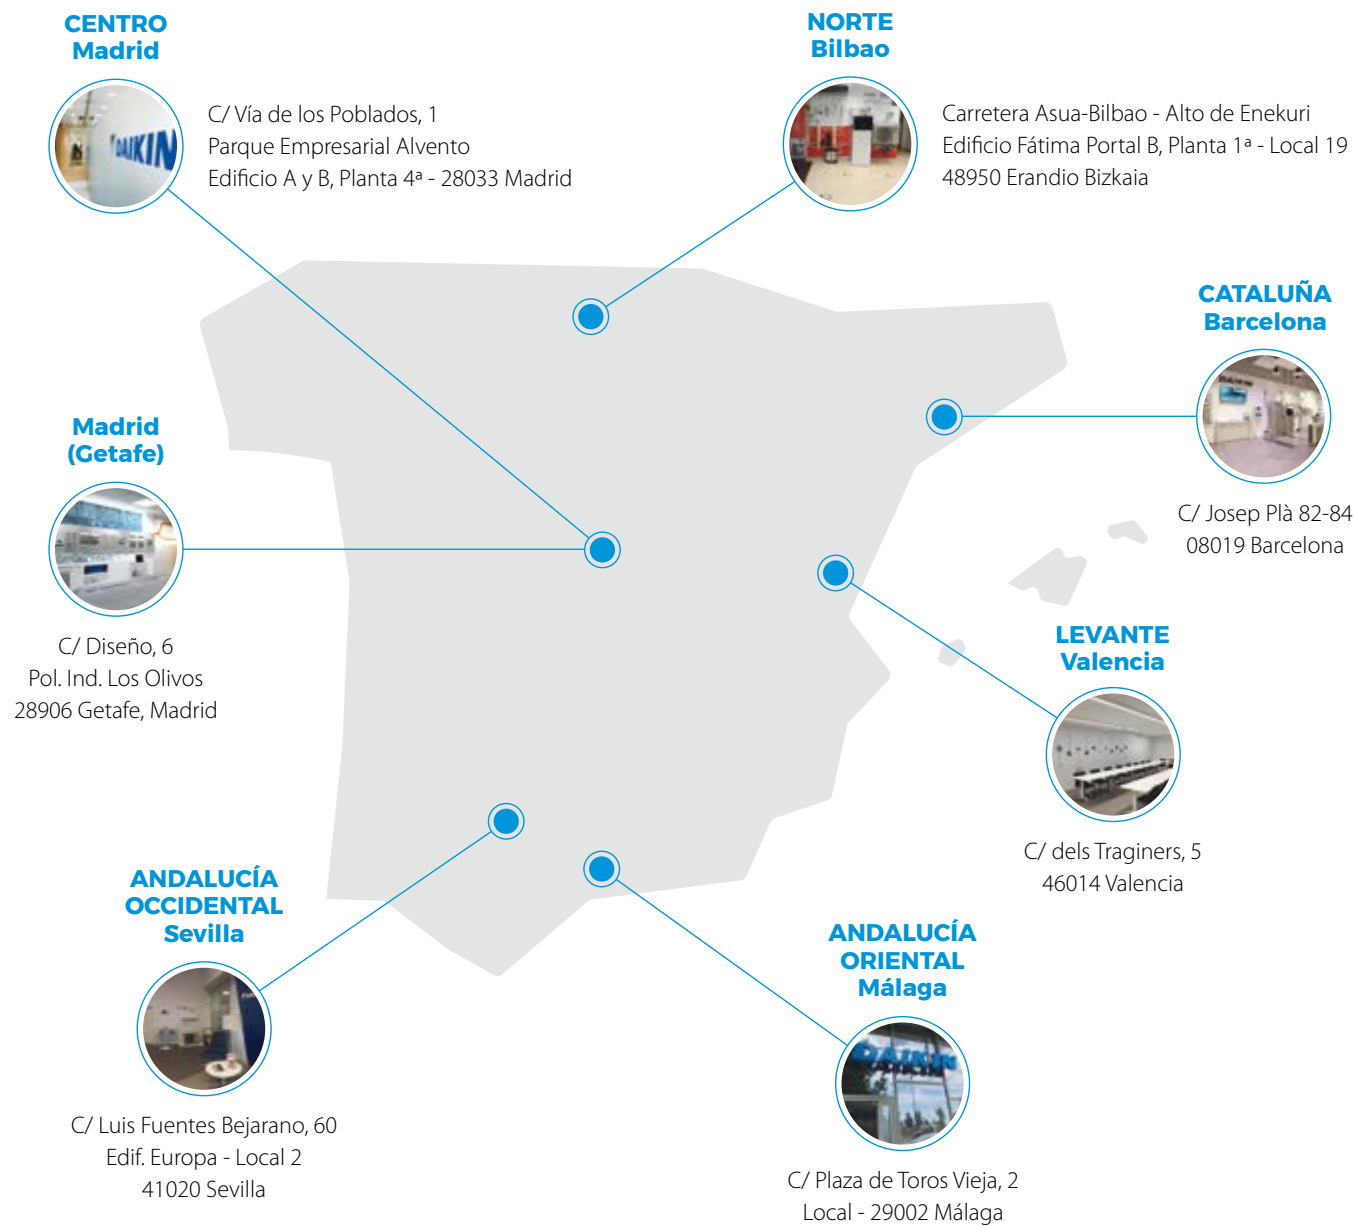 CENTRO
Madrid
DAIKIN
C/ Vía de los Poblados, 1
Parque Empresarial Alvento
Edificio A y B, Planta 4ª - 28033 Madrid
NORTE
Bilbao
Carretera Asua-Bilbao - Alto de Enekuri
Edificio Fátima Portal B, Planta 1ª - Local 19
48950 Erandio Bizkaia
CATALUÑA
Barcelona
DAIKIN
C/ Josep Plà 82-84
08019 Barcelona
Madrid
(Getafe)
C/ Diseño, 6
Pol. Ind. Los Olivos
28906 Getafe, Madrid
LEVANTE
Valencia
C/ dels Traginers, 5
46014 Valencia
ANDALUCÍA
OCCIDENTAL
Sevilla
C/ Luis Fuentes Bejarano, 60
Edif. Europa - Local 2
41020 Sevilla
ANDALUCÍA
ORIENTAL
Málaga
DAIKIN
C/ Plaza de Toros Vieja, 2
Local - 29002 Málaga